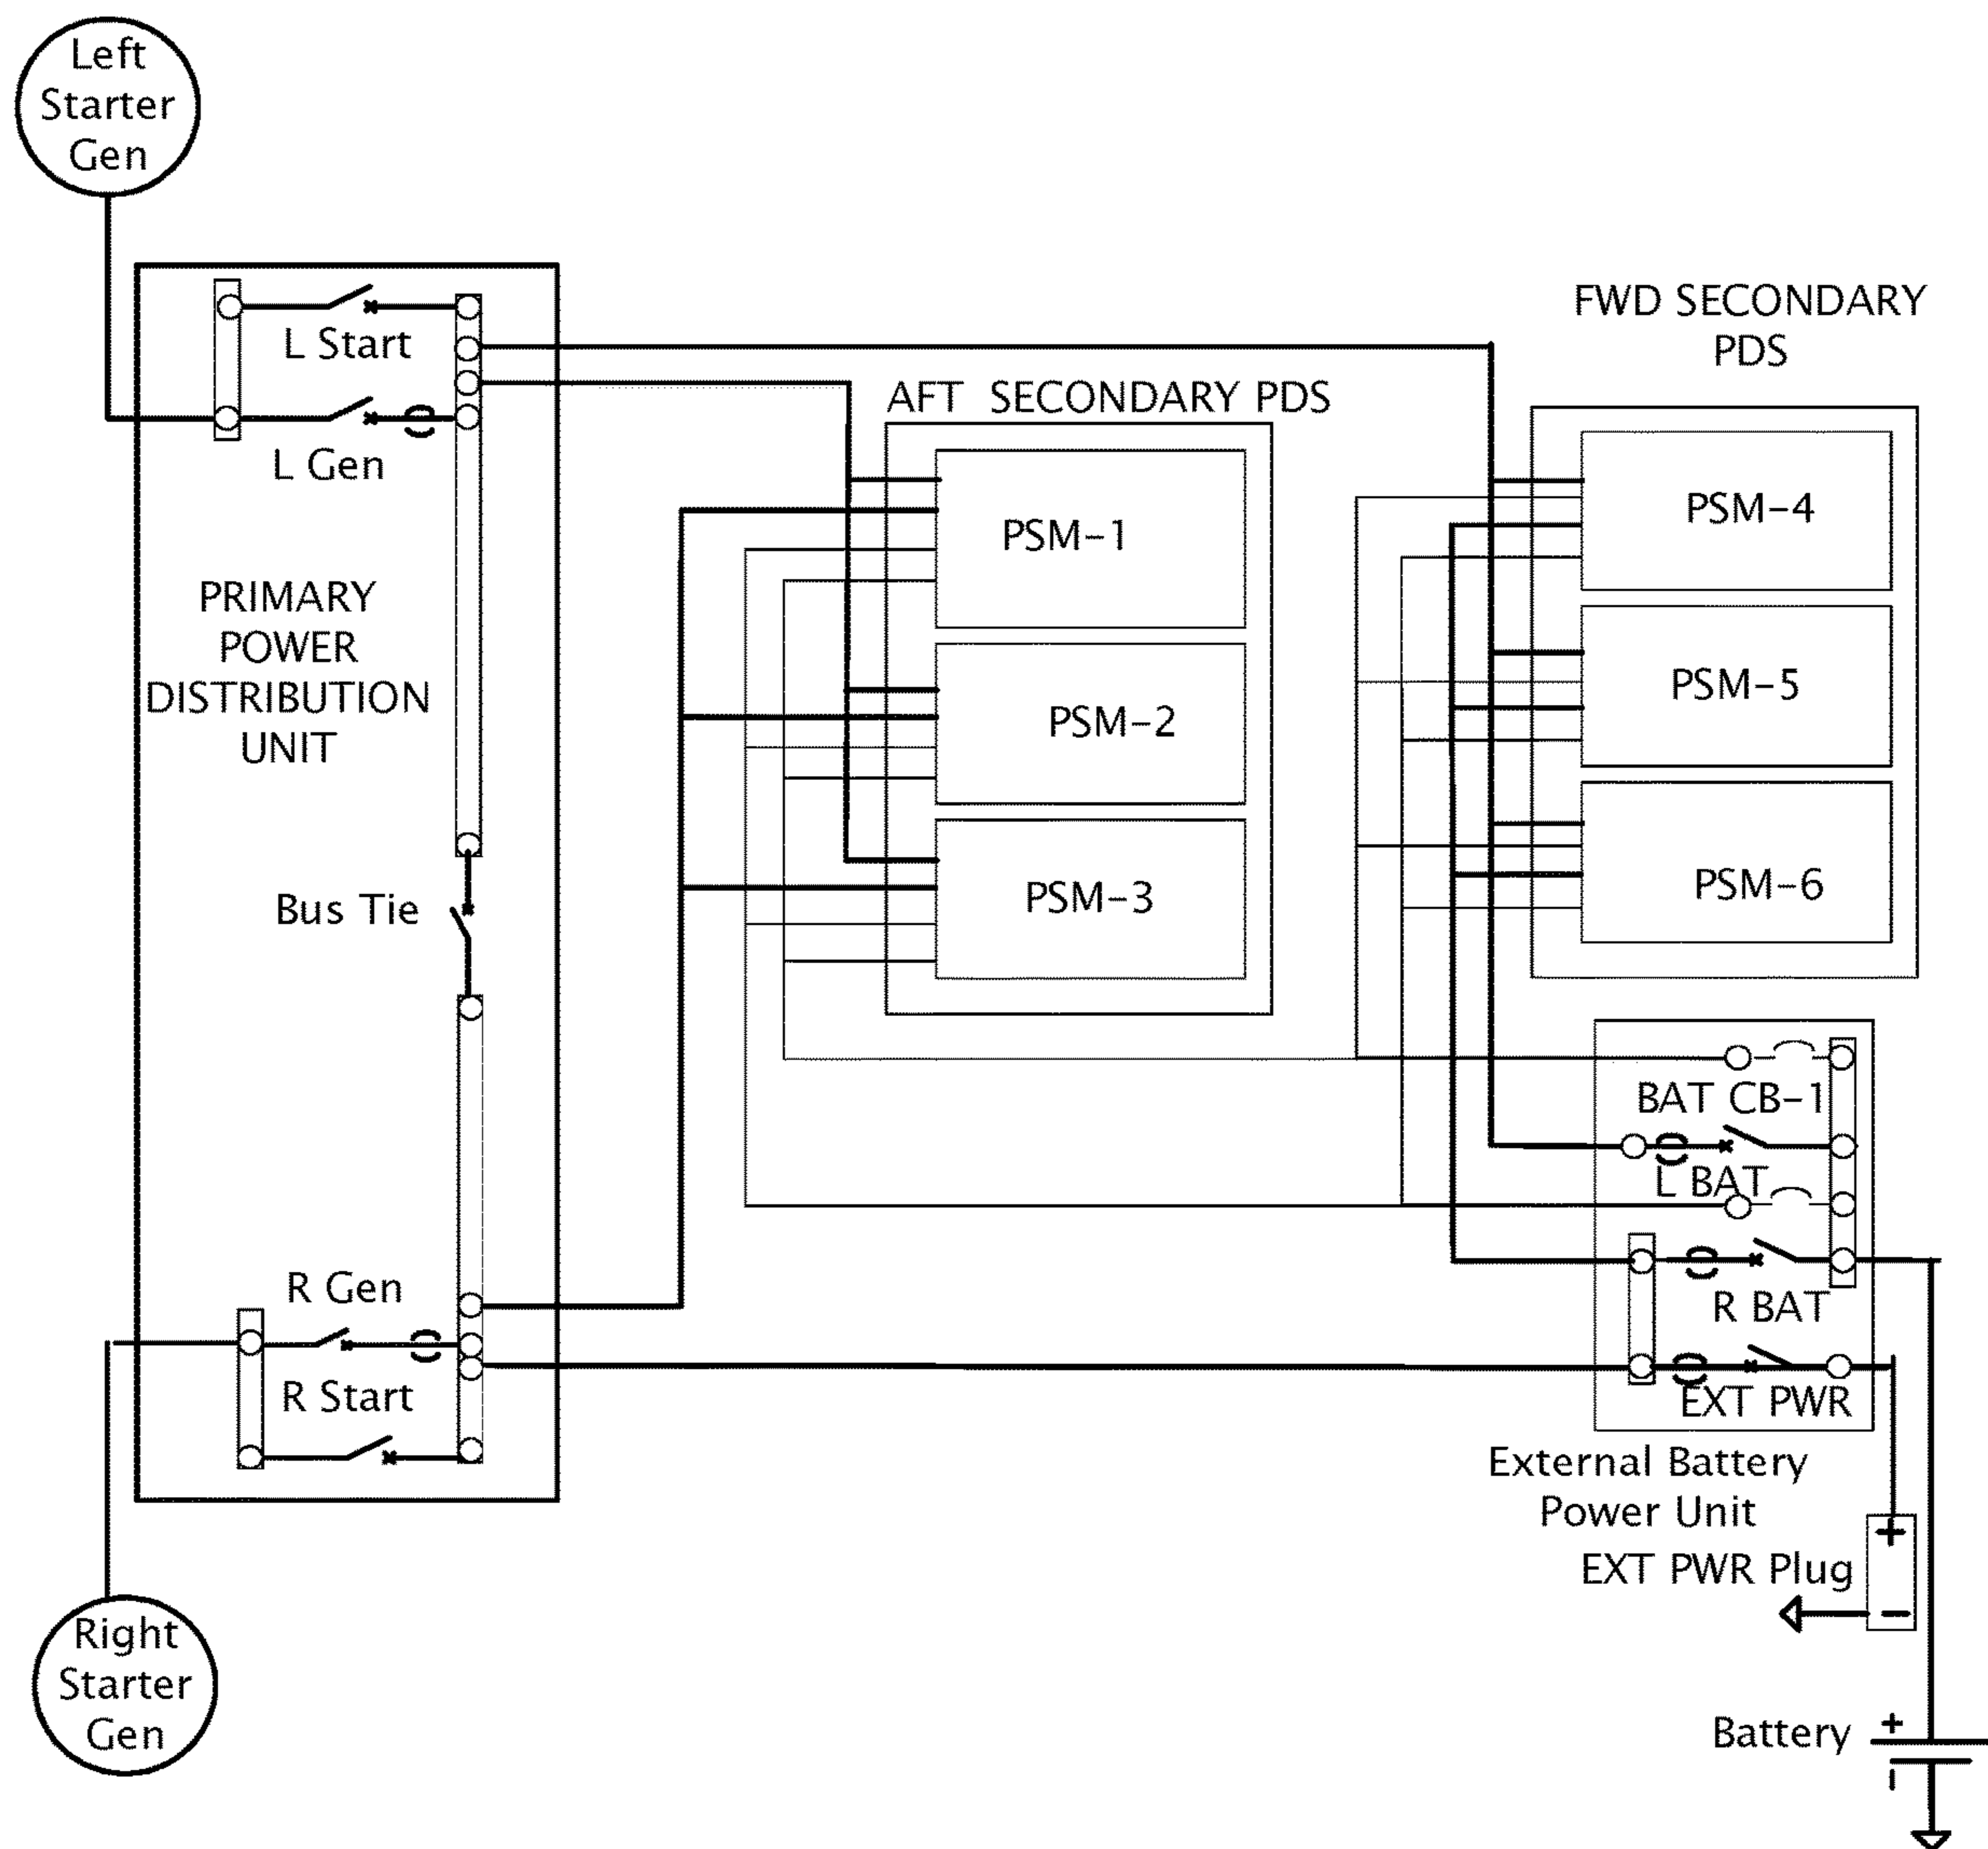 Left
Starter
Gen
L Start
L Gen
PRIMARY
POWER
DISTRIBUTION
UNIT
Bus Tie
R Gen
R Start
Right
Starter
Gen
AFT SECONDARY PDS
PSM-1
PSM-2
PSM-3
FWD SECONDARY
PDS
PSM-4
PSM-5
PSM-6
BAT CB-1
L BAT
R BAT
EXT PWR
External Battery
Power Unit
EXT PWR Plug
+
−
Battery
+
−